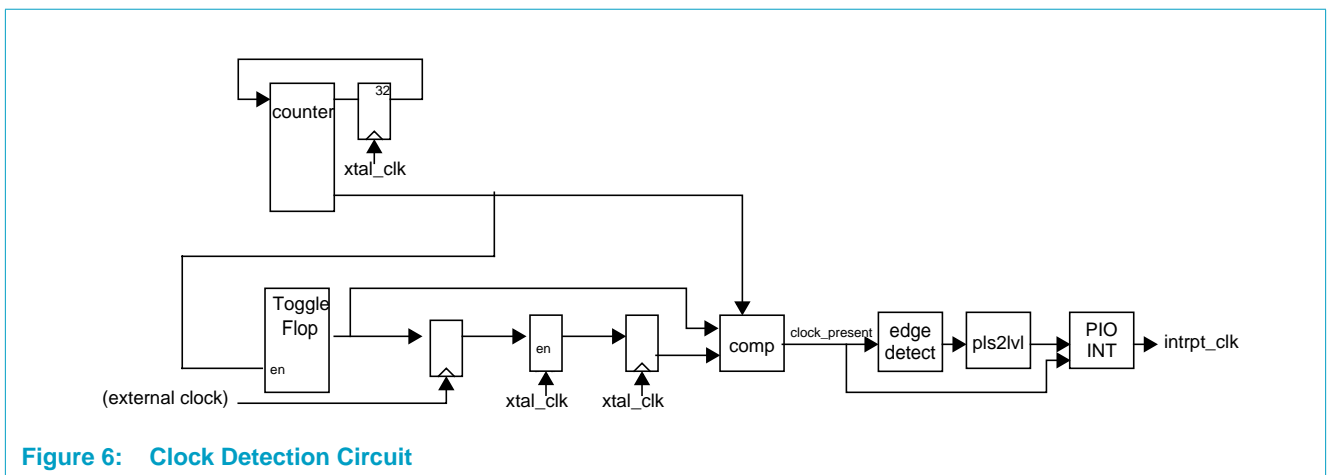 32
counter
xtal_clk
Toggle
Flop
en
(external clock)
en
xtal_clk
xtal_clk
comp
clock_present
edge
detect
pls2lvl
PIO
INT
intrpt_clk
Figure 6: Clock Detection Circuit